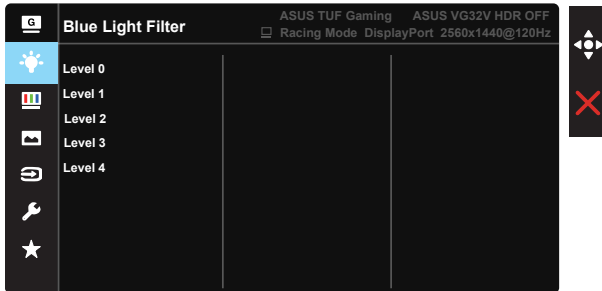 G
Blue Light Filter
ASUS TUF Gaming ASUS VG32V HDR OFF
Racing Mode DisplayPort 2560x1440@120Hz
Level 0
Level 1
Level 2
Level 3
Level 4